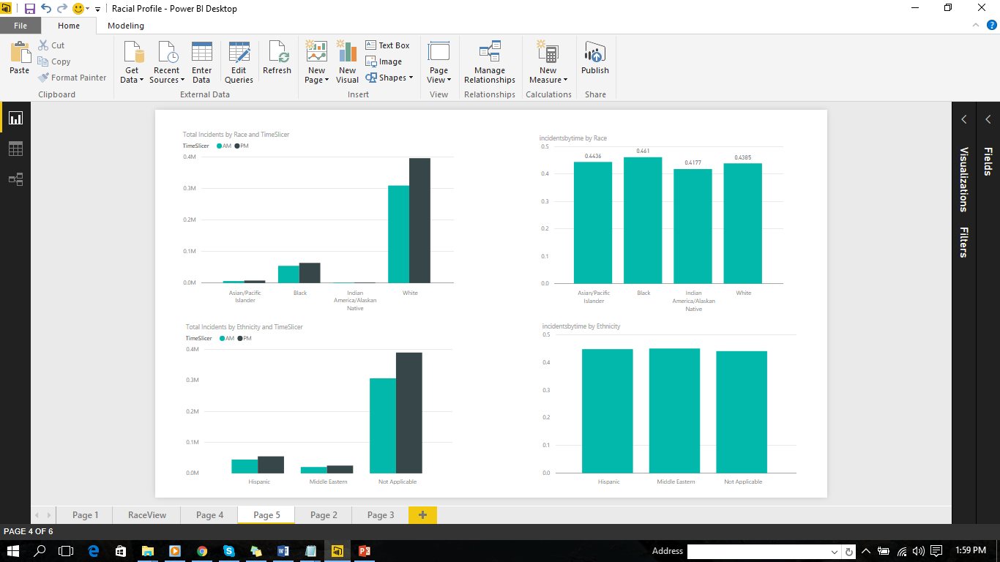 Racial Profile - Power BI Desktop
File Home Modeling
Paste
Cut
Copy
Format Painter
Clipboard
Get Data
Recent Sources
Enter Data
Edit Queries
Refresh
External Data
New Page
New Visual
Text Box
Image
Shapes
Insert
Page View
View
Manage Relationships
Relationships
New Measure
Calculations
Publish
Share
Total Incidents by Race and TimeSlicer
TimeSlicer AM PM
0.4M
0.3M
0.2M
0.1M
0.0M
Asian/Pacific Islander
Black
Indian America/Alaskan Native
White
incidentsbytime by Race
0.5
0.4
0.3
0.2
0.1
0.0
0.4436
0.461
0.4177
0.4385
Asian/Pacific Islander
Black
Indian America/Alaskan Native
White
Total Incidents by Ethnicity and TimeSlicer
TimeSlicer AM PM
0.4M
0.3M
0.2M
0.1M
0.0M
Hispanic
Middle Eastern
Not Applicable
incidentsbytime by Ethnicity
0.5
0.4
0.3
0.2
0.1
0.0
Hispanic
Middle Eastern
Not Applicable
Visualizations
Filters
Fields
Page 1 RaceView Page 4 Page 5 Page 2 Page 3
PAGE 4 OF 6
Address
1:59 PM